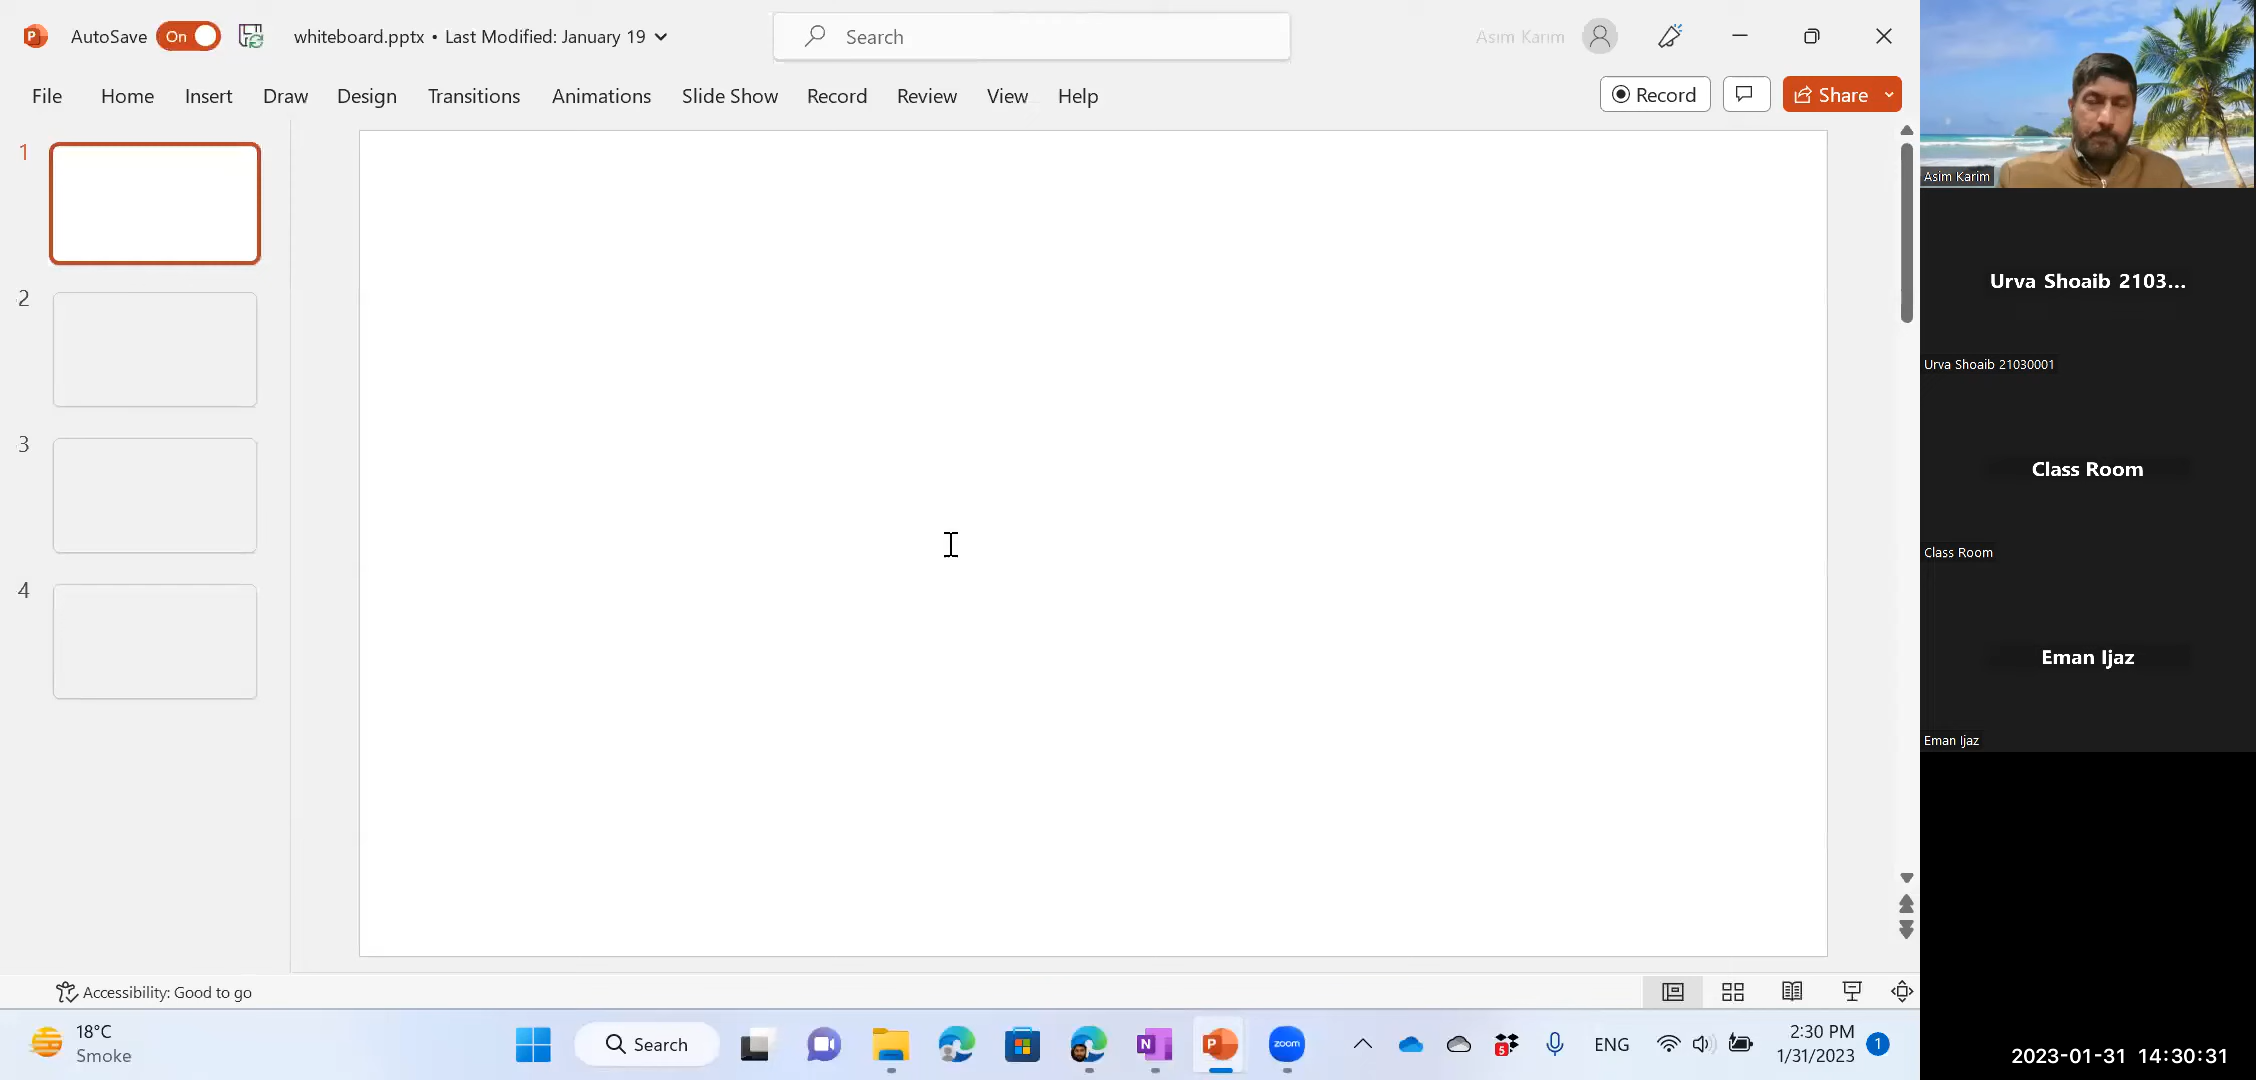 AutoSave On whiteboard.pptx • Last Modified: January 19 Search Asim Karim
File Home Insert Draw Design Transitions Animations Slide Show Record Review View Help Record Share
1
2
3
4
Accessibility: Good to go
18°C
Smoke
Search
N
P
zoom
5
ENG
2:30 PM
1/31/2023
1
Asim Karim
Urva Shoaib 2103...
Urva Shoaib 21030001
Class Room
Class Room
Eman Ijaz
Eman Ijaz
2023-01-31 14:30:31